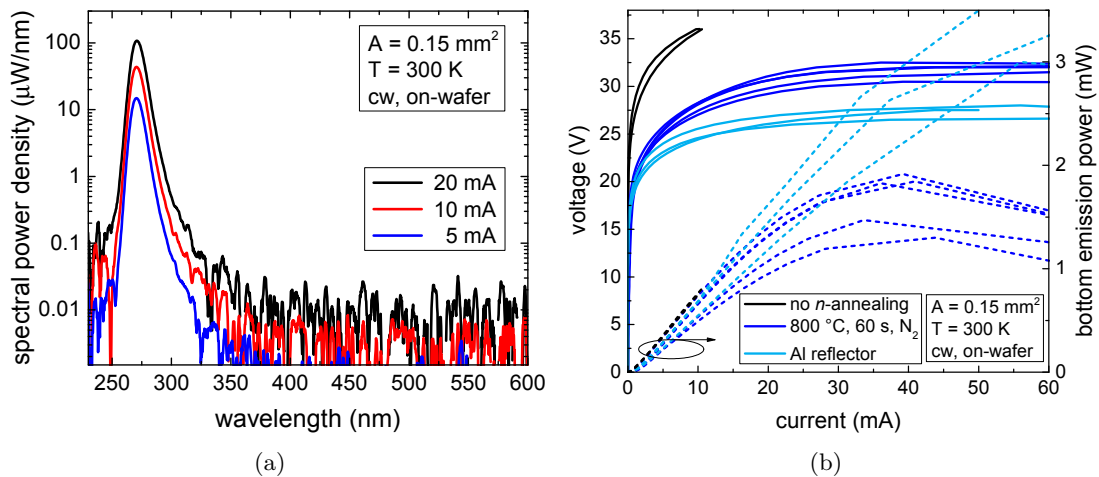 100
10
1
0.1
0.01
spectral power density (µW/nm)
A = 0.15 mm²
T = 300 K
cw, on-wafer
20 mA
10 mA
5 mA
250 300 350 400 450 500 550 600
wavelength (nm)
(a)
35
30
25
20
15
10
5
0
voltage (V)
no n-annealing
800 °C, 60 s, N₂
Al reflector
A = 0.15 mm²
T = 300 K
cw, on-wafer
3
2
1
0
bottom emission power (mW)
0 10 20 30 40 50 60
current (mA)
(b)